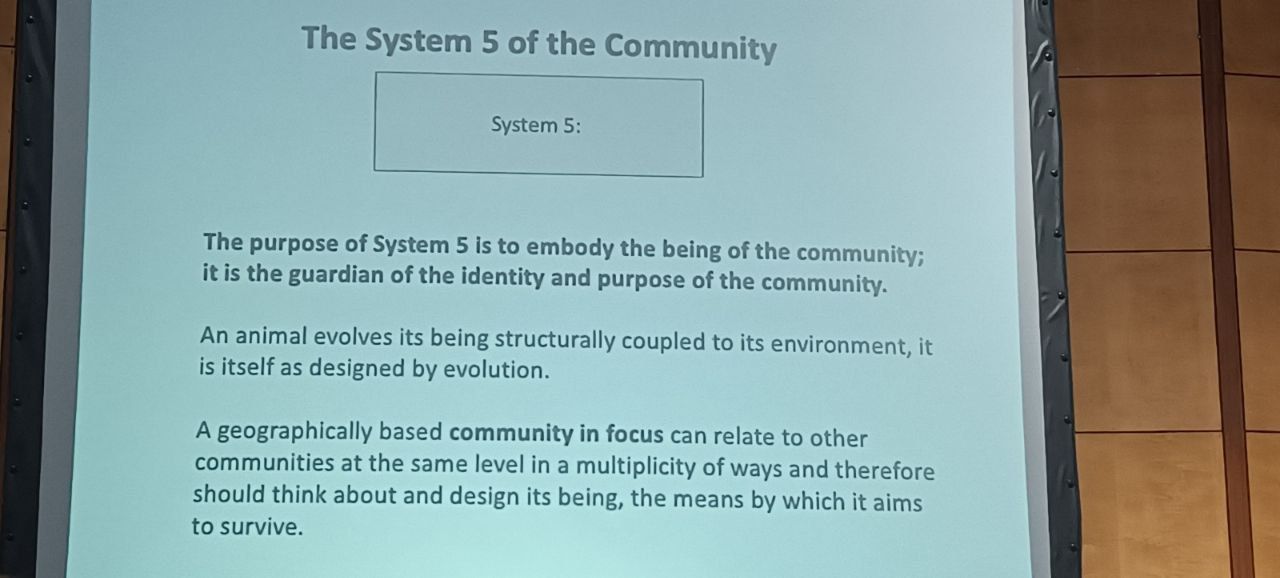 The System 5 of the Community
System 5:
The purpose of System 5 is to embody the being of the community;
it is the guardian of the identity and purpose of the community.
An animal evolves its being structurally coupled to its environment, it
is itself as designed by evolution.
A geographically based community in focus can relate to other
communities at the same level in a multiplicity of ways and therefore
should think about and design its being, the means by which it aims
to survive.